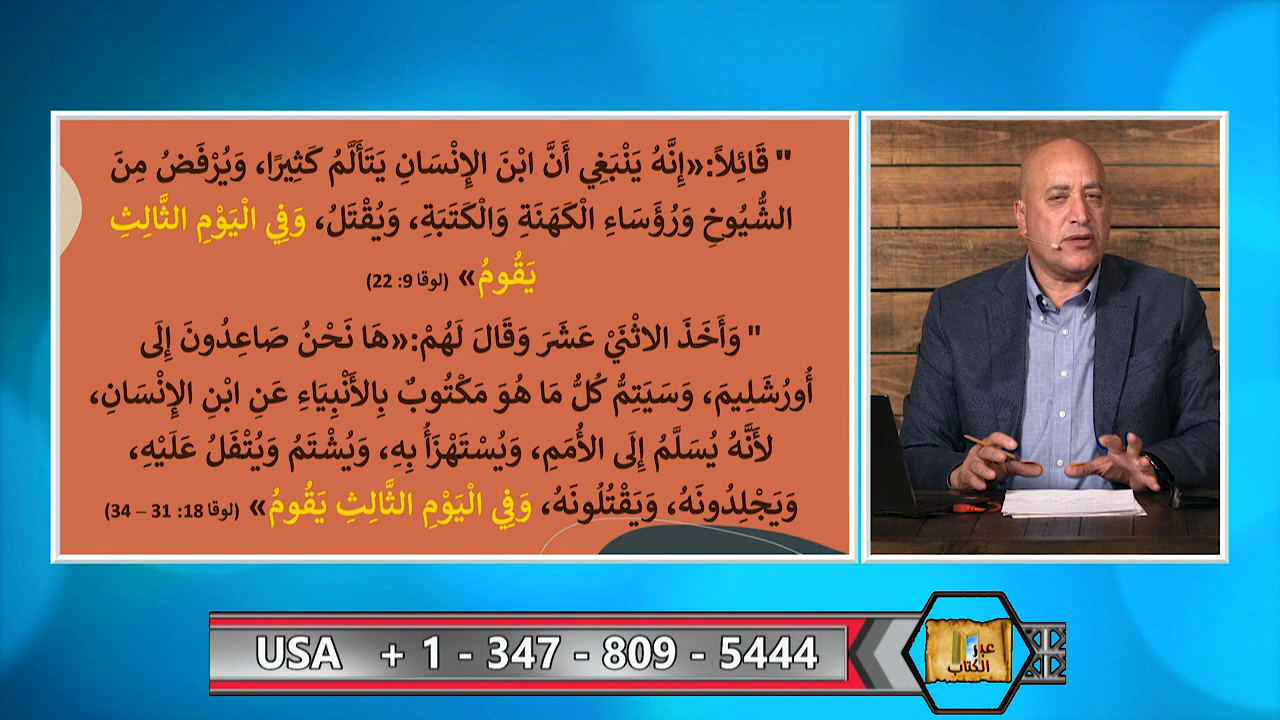 " قَائِلاً:«إِنَّهُ يَنْبَغِي أَنَّ ابْنَ الإِنْسَانِ يَتَأَلَّمُ كَثِيرًا، وَيُرْفَضُ مِنَ
الشُّيُوخِ وَرُؤَسَاءِ الْكَهَنَةِ وَالْكَتَبَةِ، وَيُقْتَلُ، وَفِي الْيَوْمِ الثَّالِثِ
يَقُومُ» (لوقا 9: 22)
" وَأَخَذَ الاثْنَيْ عَشَرَ وَقَالَ لَهُمْ:«هَا نَحْنُ صَاعِدُونَ إِلَى
أُورُشَلِيمَ، وَسَيَتِمُّ كُلُّ مَا هُوَ مَكْتُوبٌ بِالأَنْبِيَاءِ عَنِ ابْنِ الإِنْسَانِ،
لأَنَّهُ يُسَلَّمُ إِلَى الأُمَمِ، وَيُسْتَهْزَأُ بِهِ، وَيُشْتَمُ وَيُتْفَلُ عَلَيْهِ،
وَيَجْلِدُونَهُ، وَيَقْتُلُونَهُ، وَفِي الْيَوْمِ الثَّالِثِ يَقُومُ» (لوقا 18: 31 – 34)
USA + 1 - 347 - 809 - 5444
عبر
الكتاب